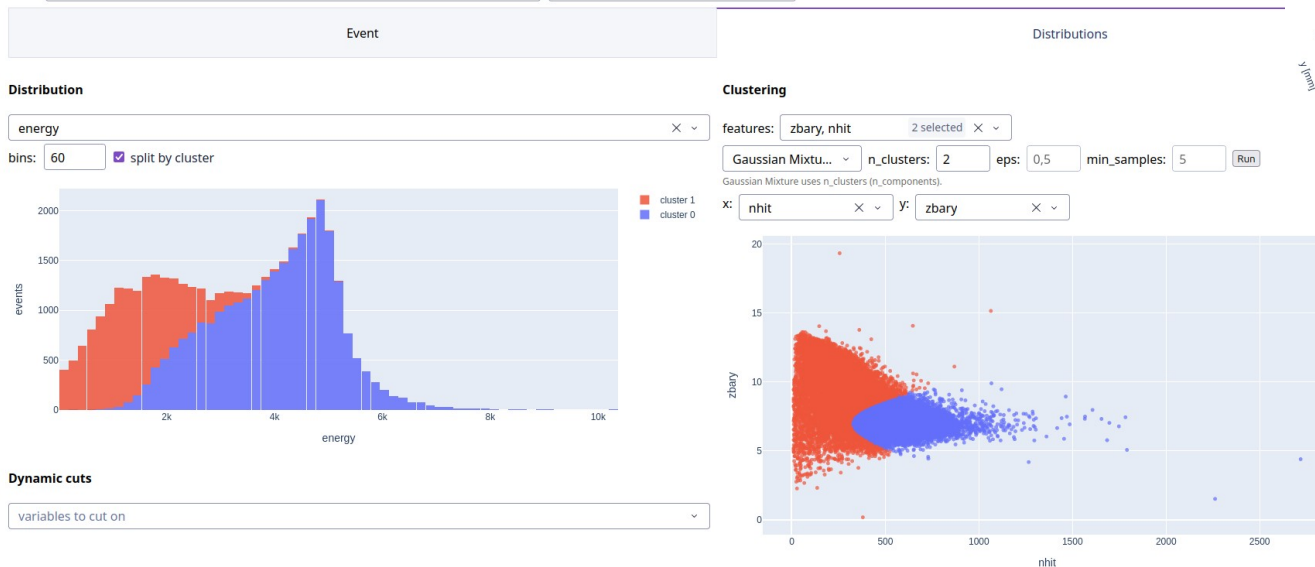 Event
Distributions
y [mm]
Distribution
energy
bins: 60 split by cluster
cluster 1
cluster 0
2000
1500
1000
500
0
events
2k 4k 6k 8k 10k
energy
Dynamic cuts
variables to cut on
Clustering
features: zbary, nhit 2 selected
Gaussian Mixtu... n_clusters: 2 eps: 0,5 min_samples: 5 Run
Gaussian Mixture uses n_clusters (n_components).
x: nhit y: zbary
20
15
10
5
0
zbary
0 500 1000 1500 2000 2500
nhit